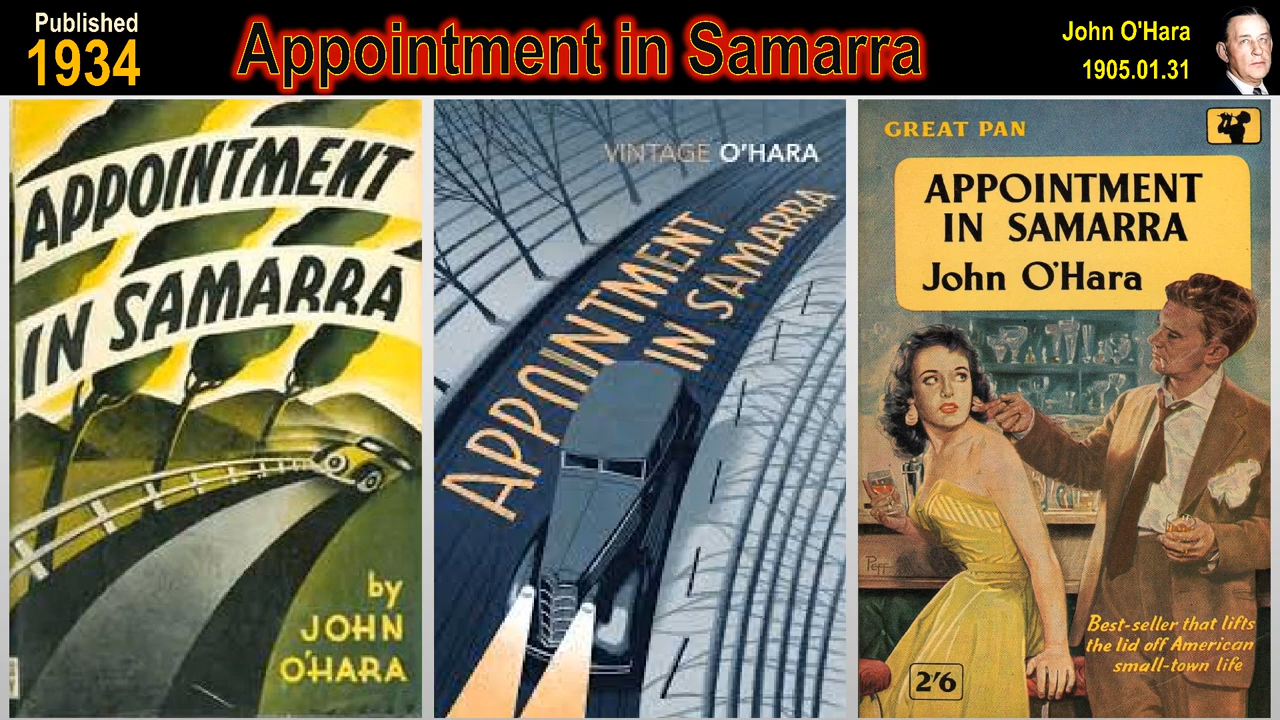 Published
1934
Appointment in Samarra
John O'Hara
1905.01.31
APPOINTMENT
IN SAMARRA
by
JOHN
O'HARA
VINTAGE O'HARA
APPOINTMENT
IN SAMARRA
GREAT PAN
APPOINTMENT
IN SAMARRA
John O'Hara
Peff
Best-seller that lifts
the lid off American
small-town life
2'6